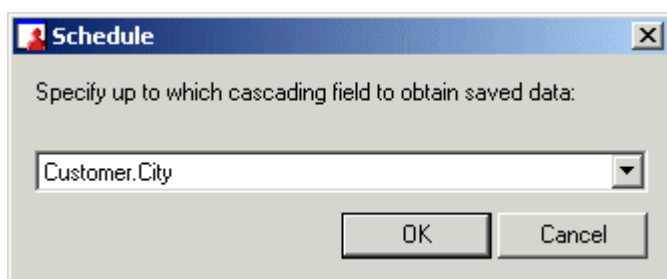 Schedule
Specify up to which cascading field to obtain saved data:
Customer.City
OK Cancel